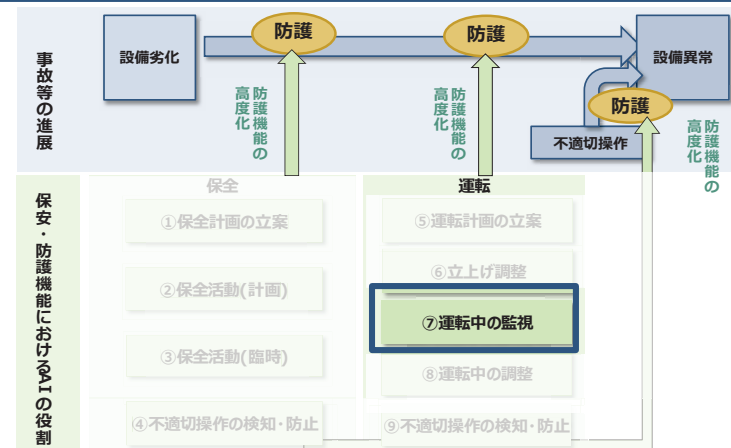 事故等の進展
設備劣化
防護
防護
設備異常
防護
不適切操作
防護機能の
高度化
防護機能の
高度化
防護機能の
高度化
保安・防護機能におけるAIの役割
保全
①保全計画の立案
②保全活動(計画)
③保全活動(臨時)
④不適切操作の検知・防止
運転
⑤運転計画の立案
⑥立上げ調整
⑦運転中の監視
⑧運転中の調整
⑨不適切操作の検知・防止